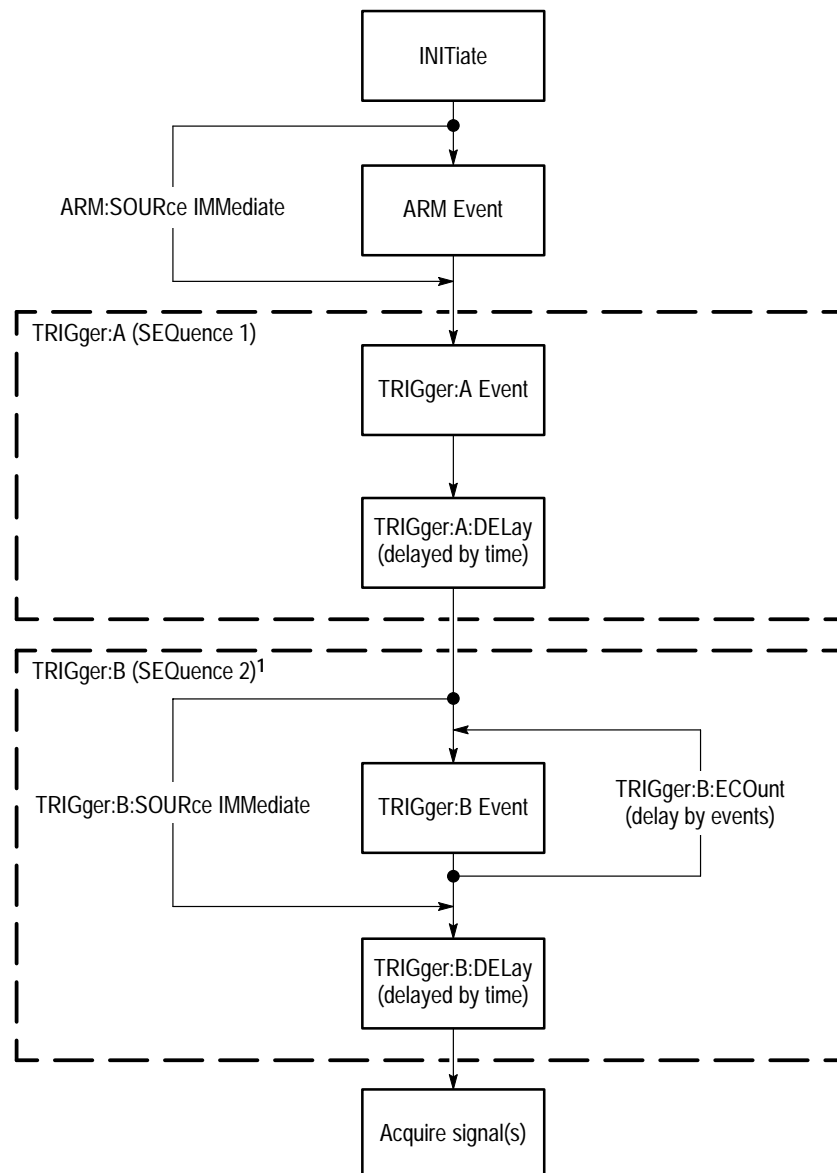 INITiate
ARM:SOURce IMMediate
ARM Event
TRIGger:A (SEQuence 1)
TRIGger:A Event
TRIGger:A:DELay
(delayed by time)
TRIGger:B (SEQuence 2)1
TRIGger:B:SOURce IMMediate
TRIGger:B Event
TRIGger:B:ECOunt
(delay by events)
TRIGger:B:DELay
(delayed by time)
Acquire signal(s)